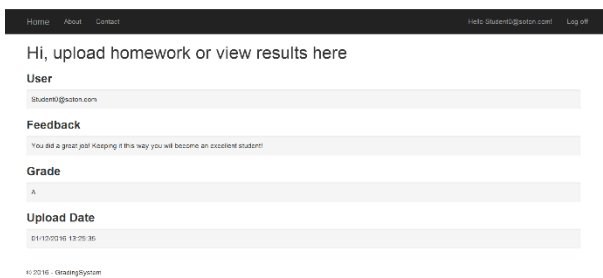 Home About Contact Hello Student0@soton.com! Log off
Hi, upload homework or view results here
User
Student0@soton.com
Feedback
You did a great job! Keeping it this way you will become an excellent student!
Grade
A
Upload Date
01/12/2016 13:25:35
© 2016 - GradingSystem